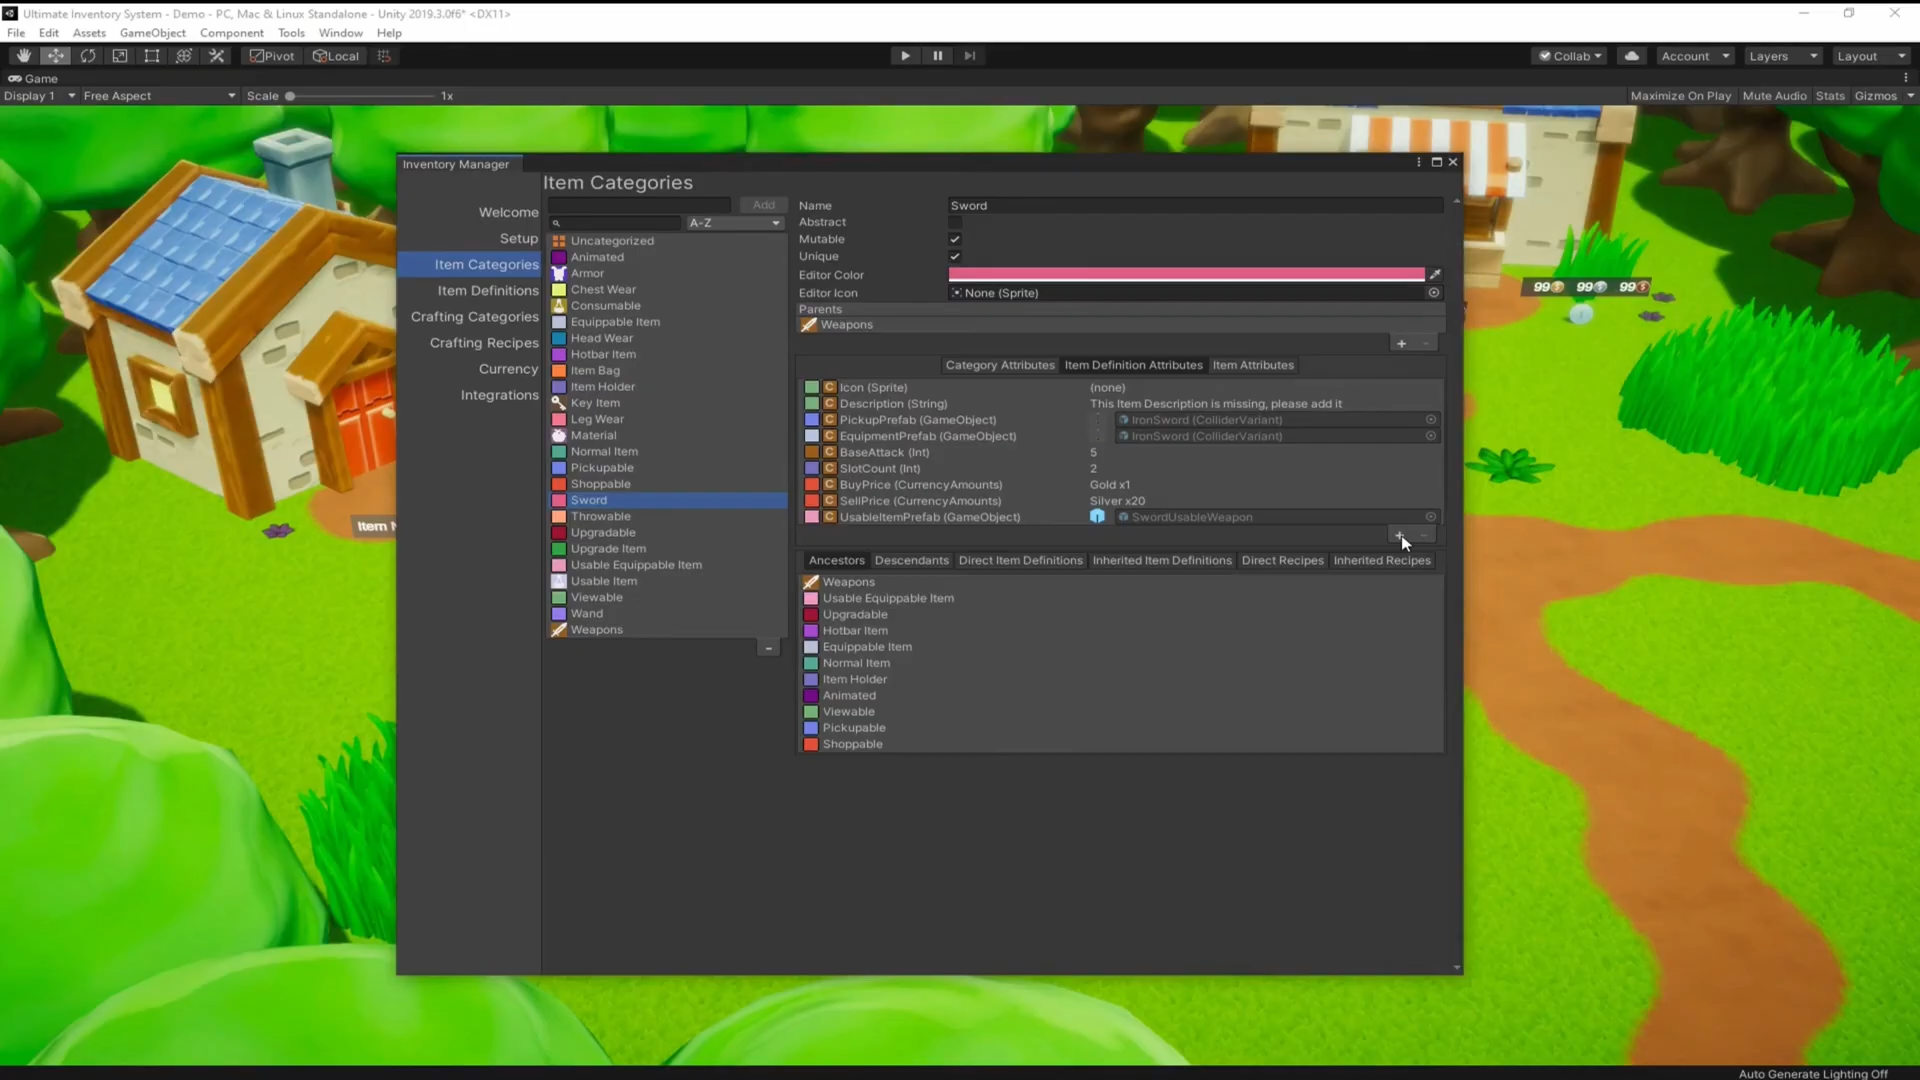 Ultimate Inventory System - Demo - PC, Mac & Linux Standalone - Unity 2019.3.0f6* <DX11>
File Edit Assets GameObject Component Tools Window Help
Pivot Local Collab Account Layers Layout
Game
Display 1 Free Aspect Scale 1x Maximize On Play Mute Audio Stats Gizmos
Inventory Manager
Welcome
Setup
Item Categories
Item Definitions
Crafting Categories
Crafting Recipes
Currency
Integrations
Item Categories
Add
A-Z
Uncategorized
Animated
Armor
Chest Wear
Consumable
Equippable Item
Head Wear
Hotbar Item
Item Bag
Item Holder
Key Item
Leg Wear
Material
Normal Item
Pickupable
Shoppable
Sword
Throwable
Upgradable
Upgrade Item
Usable Equippable Item
Usable Item
Viewable
Wand
Weapons
Name Sword
Abstract
Mutable
Unique
Editor Color
Editor Icon None (Sprite)
Parents
Weapons
Category Attributes Item Definition Attributes Item Attributes
C Icon (Sprite) (none)
C Description (String) This Item Description is missing, please add it
C PickupPrefab (GameObject) IronSword (ColliderVariant)
C EquipmentPrefab (GameObject) IronSword (ColliderVariant)
C BaseAttack (Int) 5
C SlotCount (Int) 2
C BuyPrice (CurrencyAmounts) Gold x1
C SellPrice (CurrencyAmounts) Silver x20
C UsableItemPrefab (GameObject) SwordUsableWeapon
Ancestors Descendants Direct Item Definitions Inherited Item Definitions Direct Recipes Inherited Recipes
Weapons
Usable Equippable Item
Upgradable
Hotbar Item
Equippable Item
Normal Item
Item Holder
Animated
Viewable
Pickupable
Shoppable
99 99 99
Item
Auto Generate Lighting Off